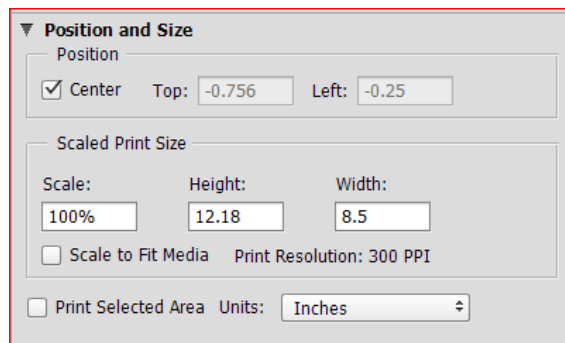 Position and Size
Position
Center Top: -0.756 Left: -0.25
Scaled Print Size
Scale: Height: Width:
100% 12.18 8.5
Scale to Fit Media Print Resolution: 300 PPI
Print Selected Area Units: Inches